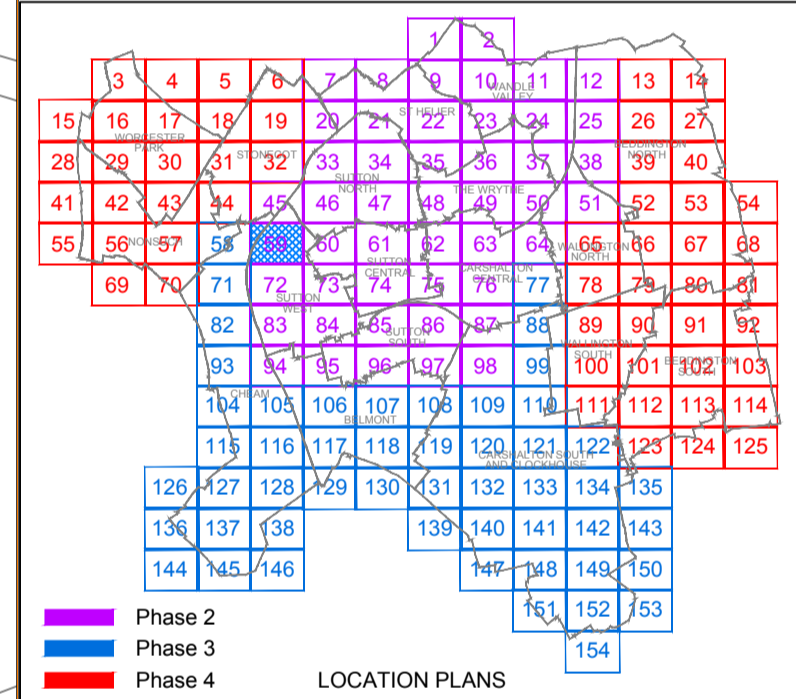 1 2
3 4 5 6 7 8 9 10 11 12 13 14
WANDLE
VALLEY
ST HELIER
15 16 17 18 19 20 21 22 23 24 25 26 27
WORCESTER
PARK
BEDDINGTON
NORTH
STONECOT
28 29 30 31 32 33 34 35 36 37 38 39 40
SUTTON
NORTH
THE WRYTHE
41 42 43 44 45 46 47 48 49 50 51 52 53 54
NONSUCH
55 56 57 58 59 60 61 62 63 64 65 66 67 68
WALLINGTON
NORTH
SUTTON
CENTRAL
CARSHALTON
CENTRAL
69 70 71 72 73 74 75 76 77 78 79 80 81
SUTTON
WEST
82 83 84 85 86 87 88 89 90 91 92
SUTTON
SOUTH
WALLINGTON
SOUTH
93 94 95 96 97 98 99 100 101 102 103
BEDDINGTON
SOUTH
CHEAM
104 105 106 107 108 109 110 111 112 113 114
BELMONT
115 116 117 118 119 120 121 122 123 124 125
CARSHALTON SOUTH
AND CLOCKHOUSE
126 127 128 129 130 131 132 133 134 135
136 137 138 139 140 141 142 143
144 145 146 147 148 149 150
151 152 153
154
Phase 2
Phase 3
Phase 4
LOCATION PLANS